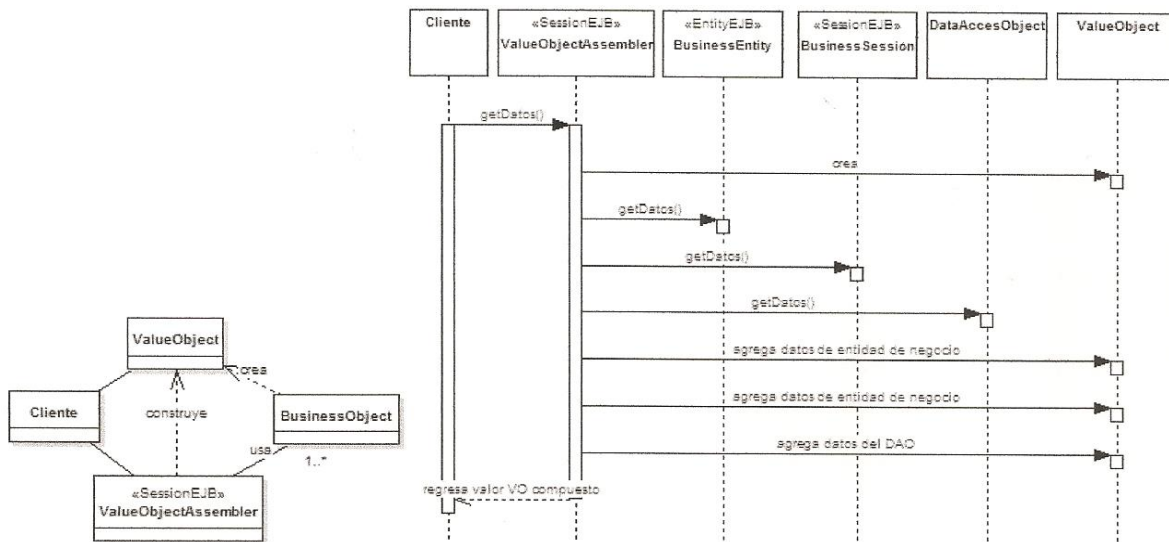 Cliente
«SessionEJB»
ValueObjectAssembler
«EntityEJB»
BusinessEntity
«SessionEJB»
BusinessSession
DataAccesObject
ValueObject
getDatos()
crea
getDatos()
getDatos()
getDatos()
agrega datos de entidad de negocio
agrega datos de entidad de negocio
agrega datos del DAO
regresa valor VO compuesto
ValueObject
crea
Cliente
construye
BusinessObject
usa
1..*
«SessionEJB»
ValueObjectAssembler